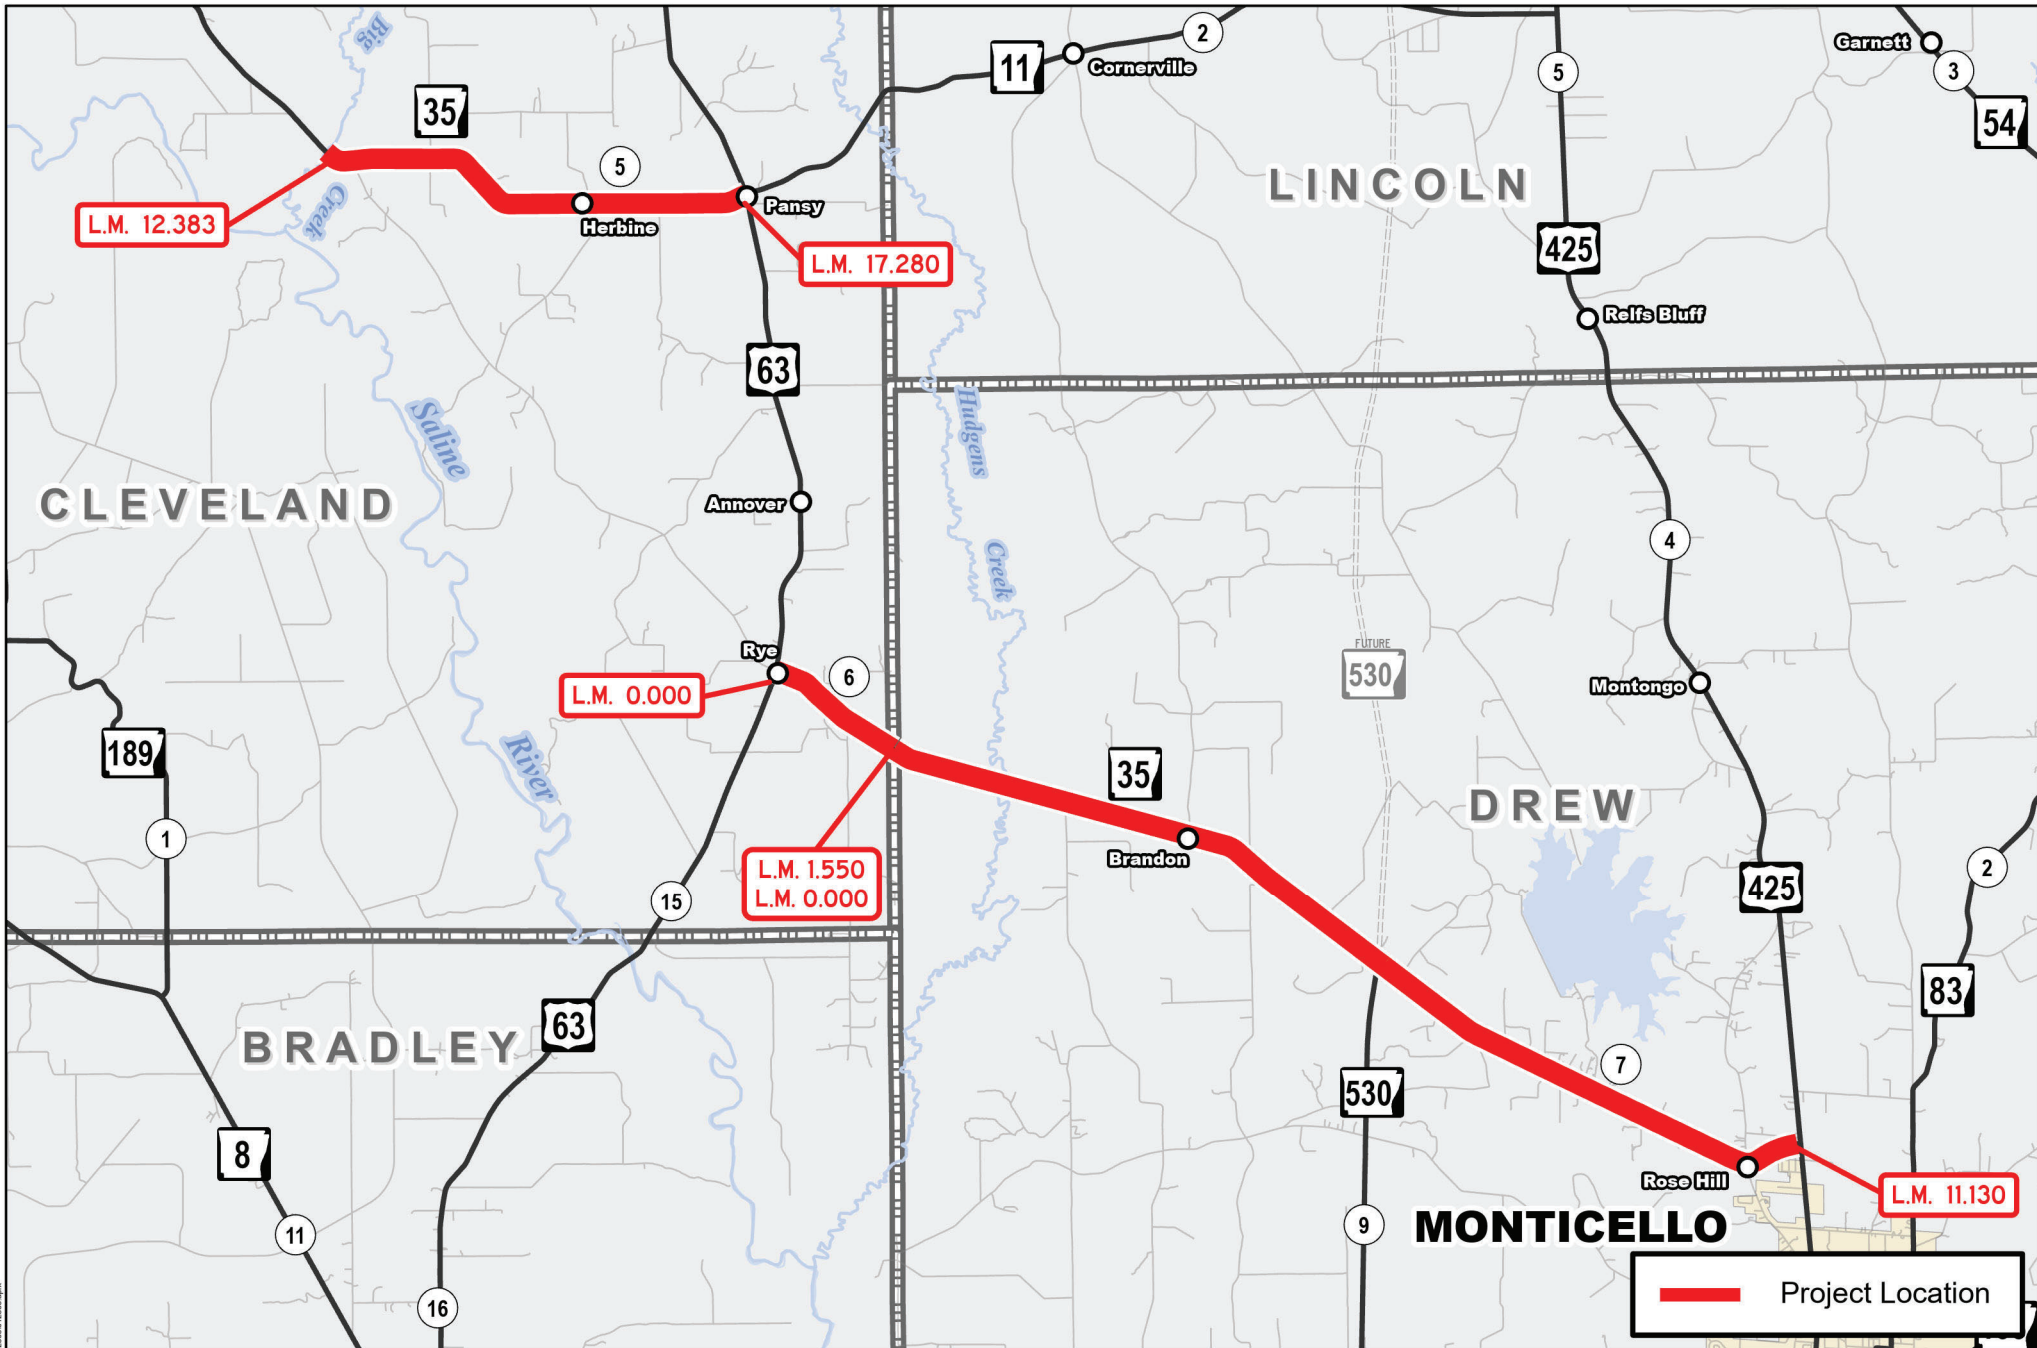 Big
2
11
Cornerville
5
Garnett
3
35
54
5
LINCOLN
Creek
Pansy
L.M. 12.383
Herbine
425
L.M. 17.280
Relfs Bluff
63
Hudgens
Saline
CLEVELAND
Annover
4
Creek
FUTURE
530
Rye
6
Montongo
L.M. 0.000
189
River
35
DREW
1
Brandon
L.M. 1.550
L.M. 0.000
425
2
15
83
63
BRADLEY
7
530
8
Rose Hill
L.M. 11.130
9
MONTICELLO
11
16
Project Location